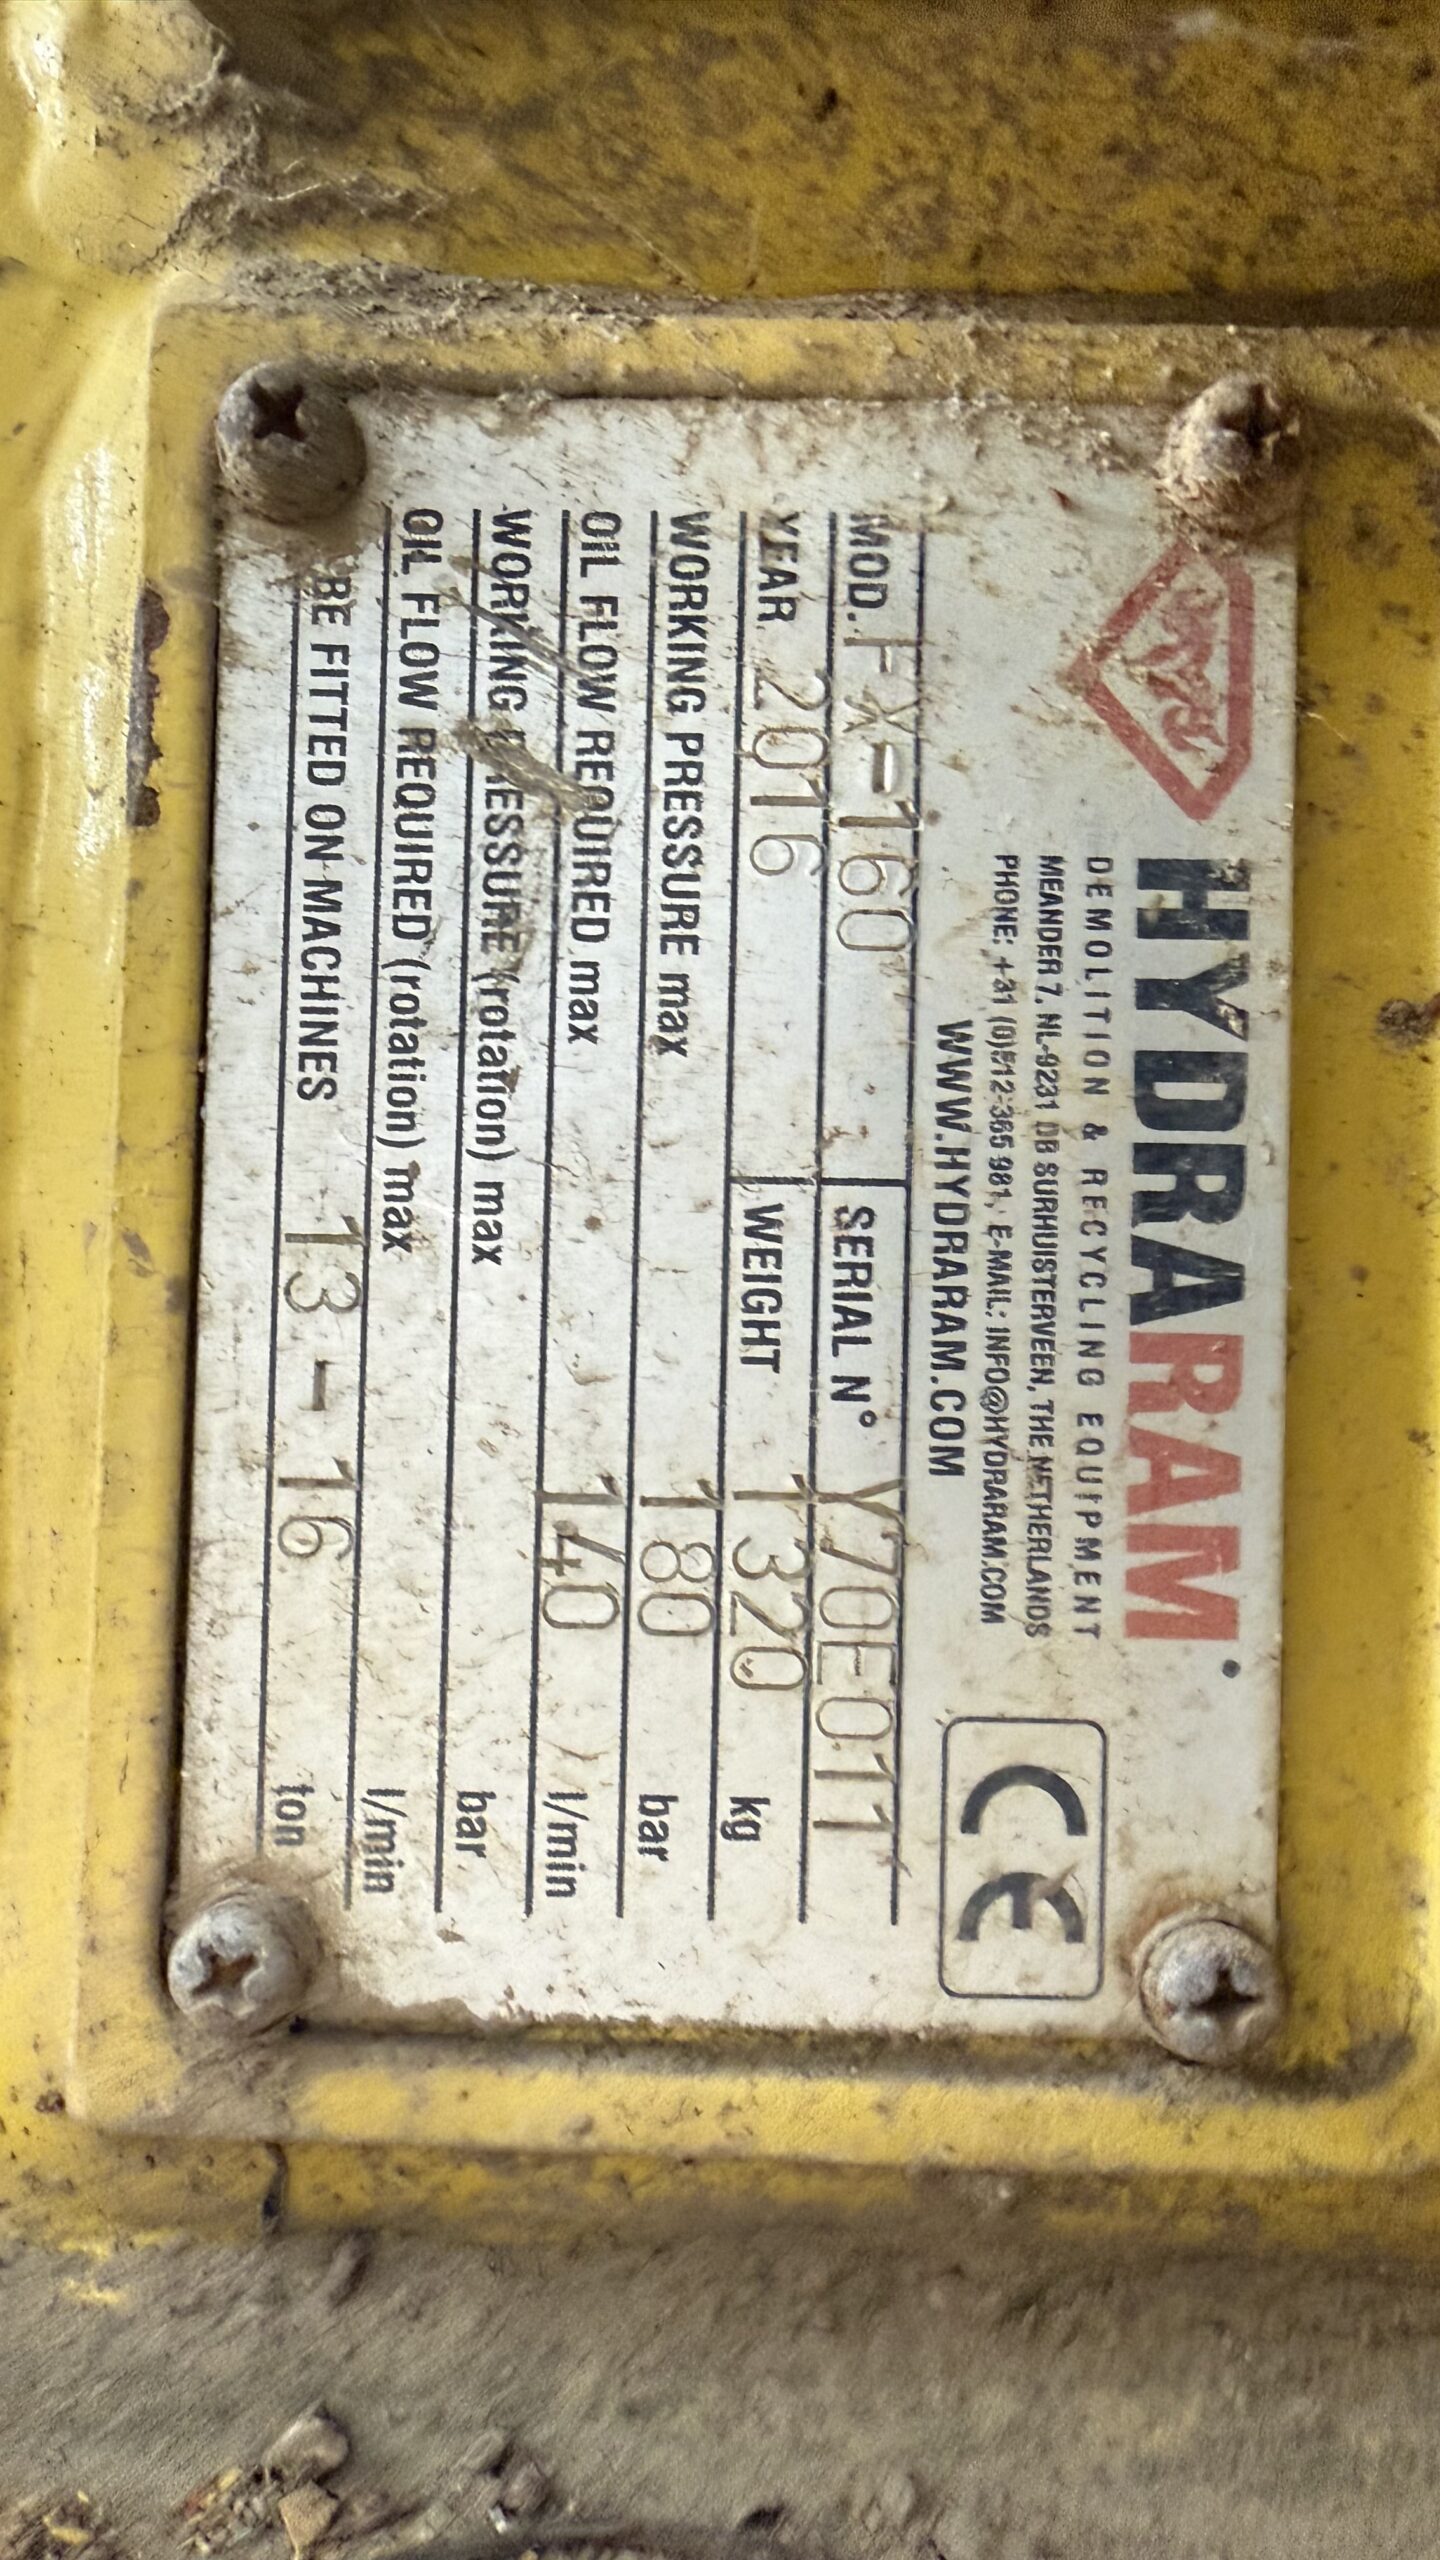 HYDRARAM
DEMOLITION & RECYCLING EQUIPMENT
MEANDER 7, NL-9231 DB SURHUISTERVEEN, THE NETHERLANDS
PHONE: +31 (0)512-365 981, E-MAIL: INFO@HYDRARAM.COM
WWW.HYDRARAM.COM
CE
MOD. FX-160 SERIAL N° Y70E011
YEAR 2016 WEIGHT 1320 kg
WORKING PRESSURE max 180 bar
OIL FLOW REQUIRED max 140 l/min
WORKING PRESSURE (rotation) max bar
OIL FLOW REQUIRED (rotation) max l/min
BE FITTED ON MACHINES 13-16 ton